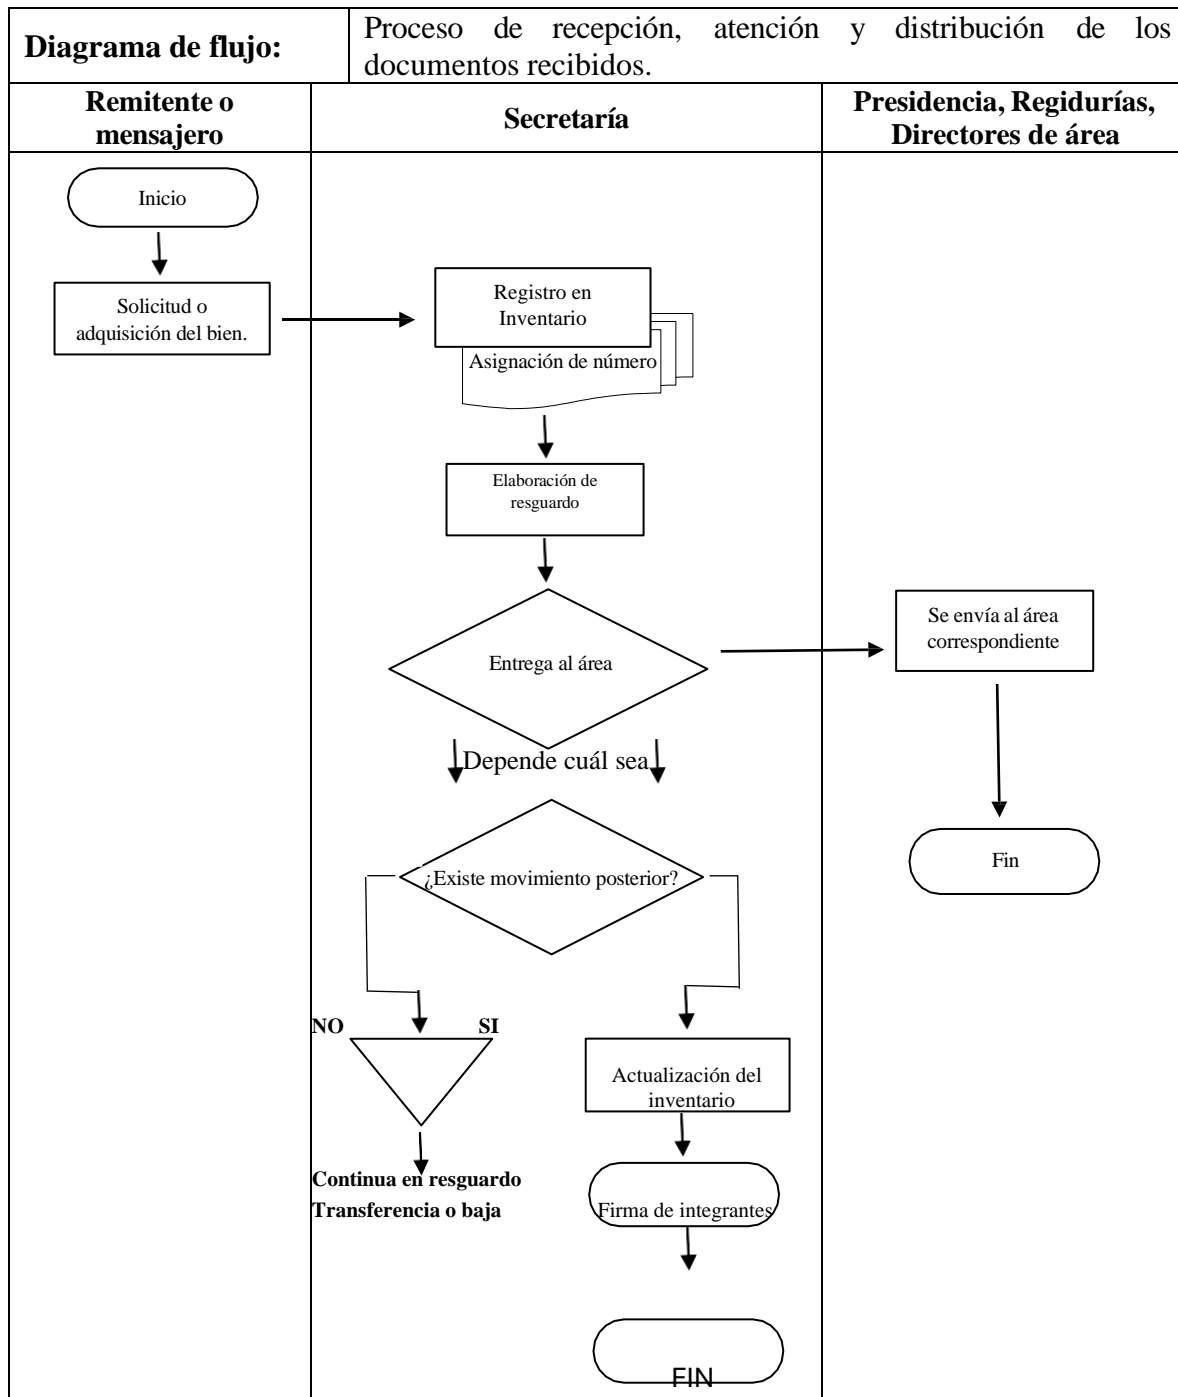 Diagrama de flujo:
Proceso de recepción, atención y distribución de los
documentos recibidos.
Remitente o
mensajero
Secretaría
Presidencia, Regidurías,
Directores de área
Inicio
Solicitud o
adquisición del bien.
Registro en
Inventario
Asignación de número
Elaboración de
resguardo
Entrega al área
Se envía al área
correspondiente
Depende cuál sea
Fin
¿Existe movimiento posterior?
NO SI
Actualización del
inventario
Continua en resguardo
Transferencia o baja
Firma de integrantes
FIN